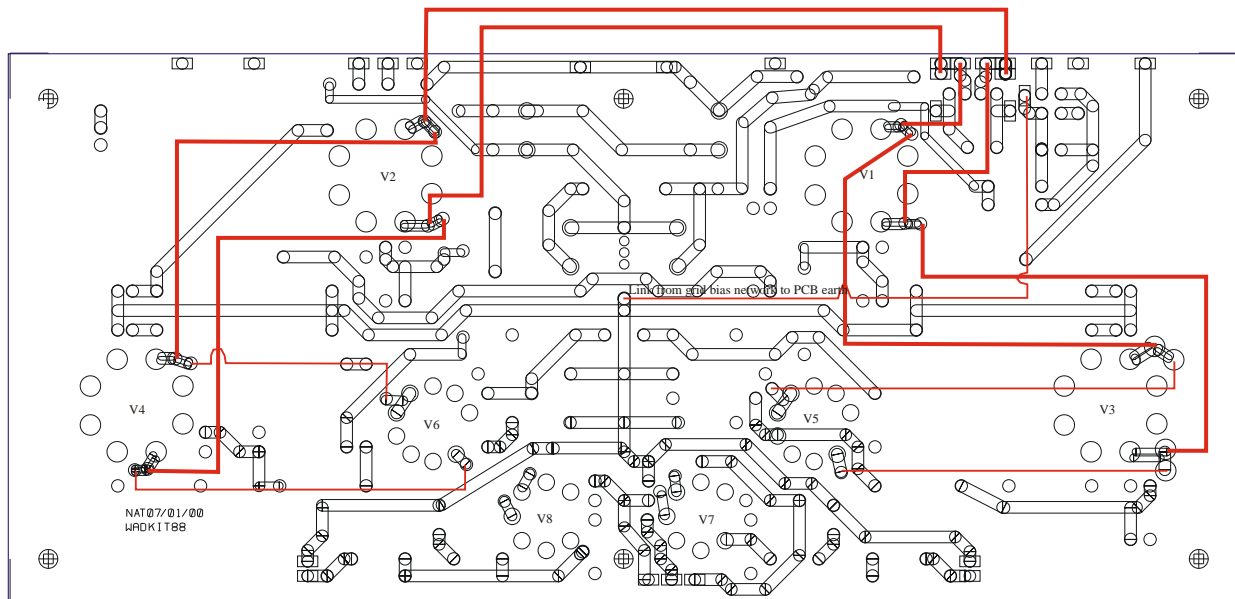 V2
V1
Link from grid bias network to PCB earth
V4
V6
V5
V3
V8
V7
NAT07/01/00
WADKIT88